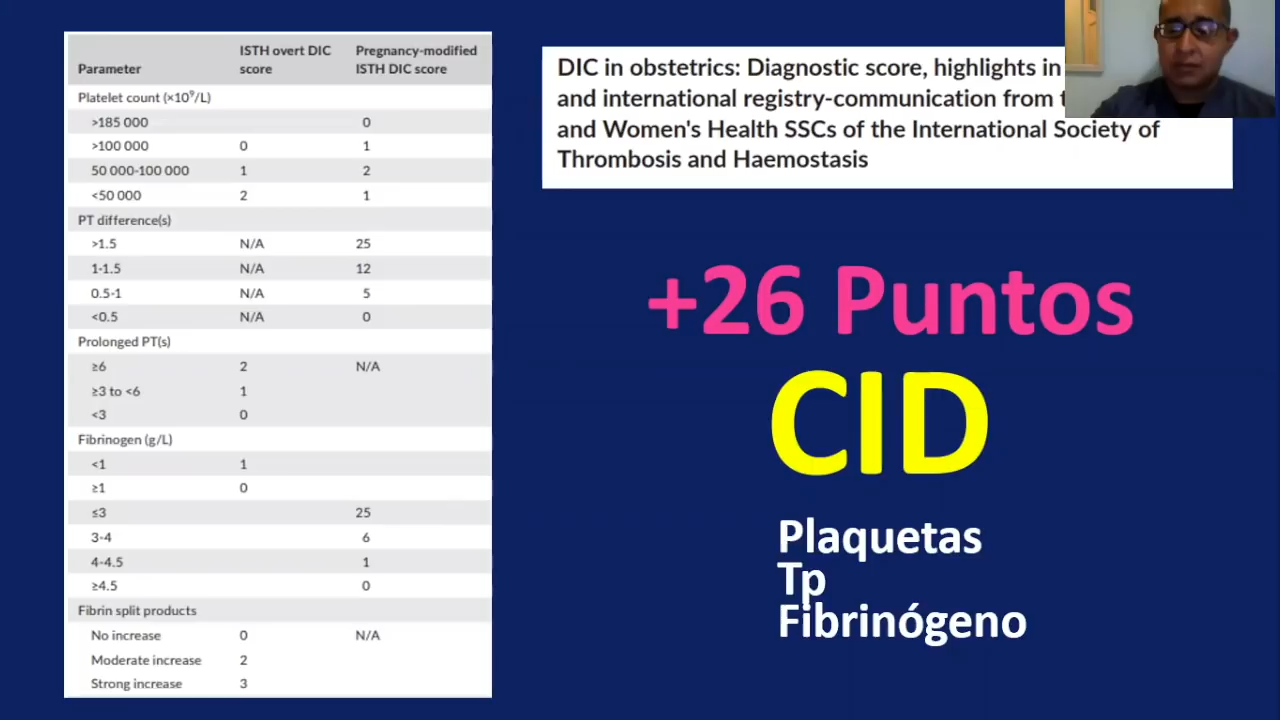 Parameter ISTH overt DIC score Pregnancy-modified ISTH DIC score
Platelet count (×10⁹/L)
>185 000 0
>100 000 0 1
50 000-100 000 1 2
<50 000 2 1
PT difference(s)
>1.5 N/A 25
1-1.5 N/A 12
0.5-1 N/A 5
<0.5 N/A 0
Prolonged PT(s)
≥6 2 N/A
≥3 to <6 1
<3 0
Fibrinogen (g/L)
<1 1
≥1 0
≤3 25
3-4 6
4-4.5 1
≥4.5 0
Fibrin split products
No increase 0 N/A
Moderate increase 2
Strong increase 3
DIC in obstetrics: Diagnostic score, highlights in
and international registry-communication from
and Women's Health SSCs of the International Society of
Thrombosis and Haemostasis
+26 Puntos
CID
Plaquetas
Tp
Fibrinógeno